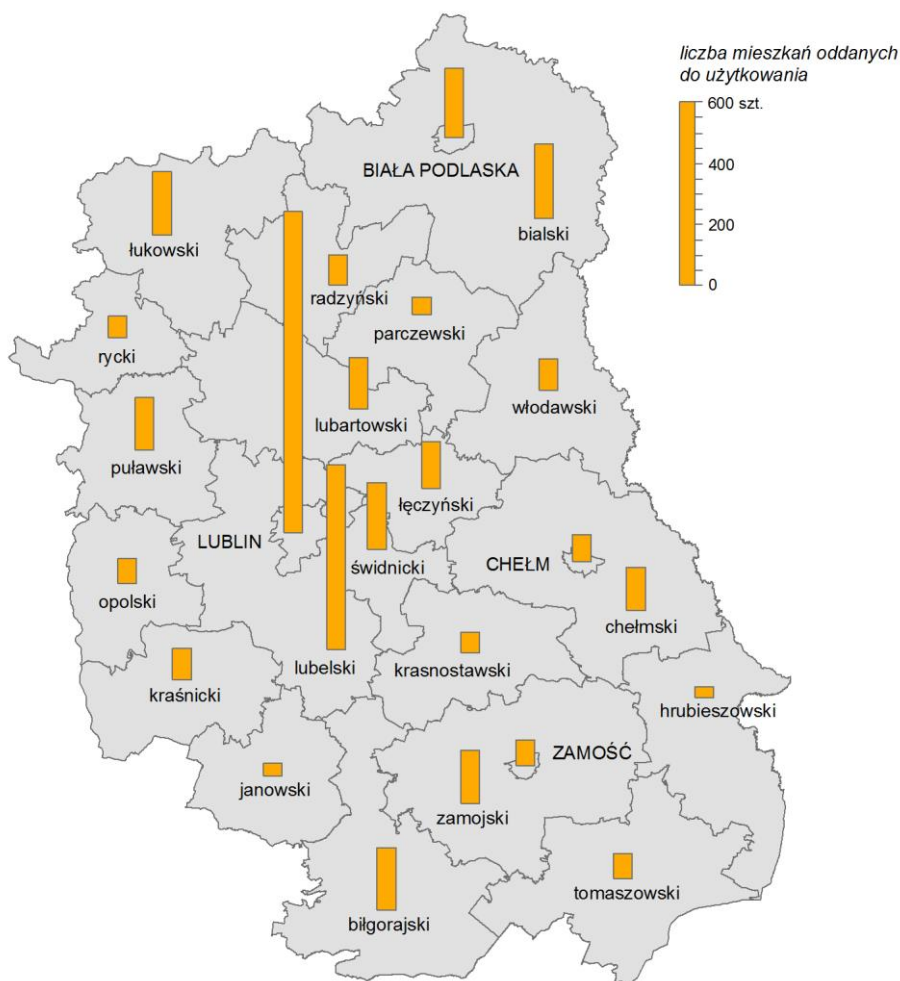 liczba mieszkań oddanych
do użytkowania
600 szt.
400
200
0
BIAŁA PODLASKA
bialski
łukowski
radzyński
parczewski
rycki
włodawski
lubartowski
puławski
łęczyński
LUBLIN
świdnicki
CHEŁM
opolski
chełmski
lubelski
krasnostawski
kraśnicki
hrubieszowski
ZAMOŚĆ
janowski
zamojski
tomaszowski
biłgorajski